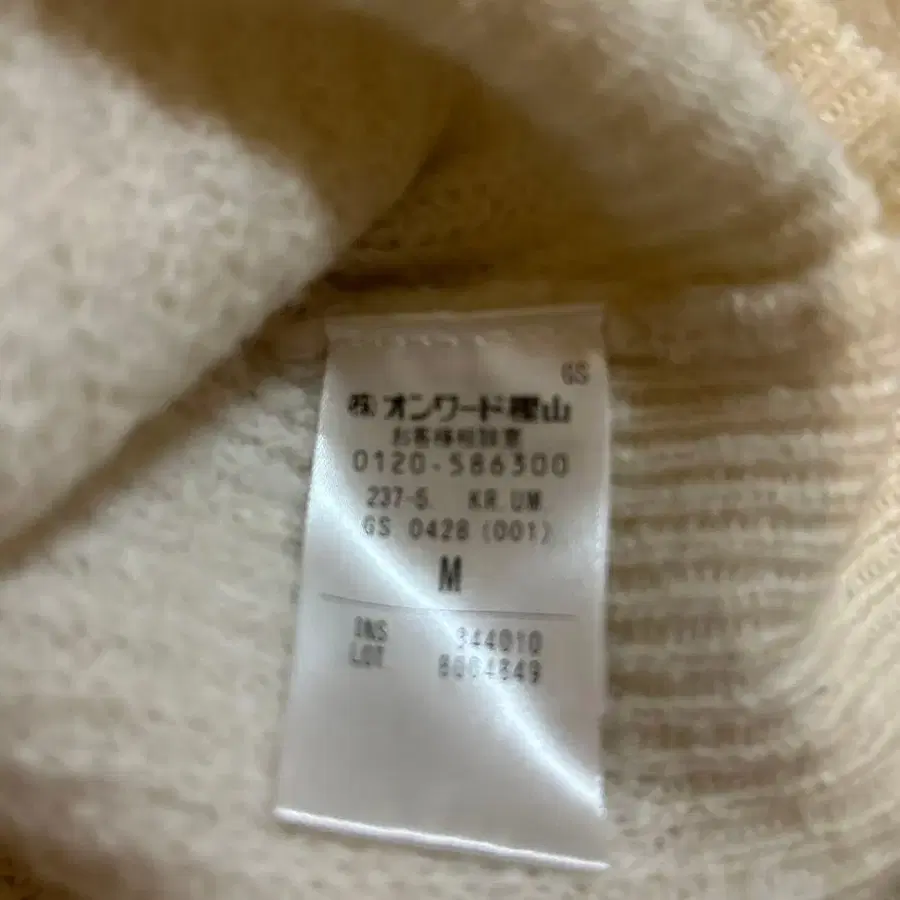 GS
㈱オンワード樫山
お客様相談室
0120-586300
237-5. KR.UM.
GS 0428 (001)
M
INS 344010
LOT 8004849